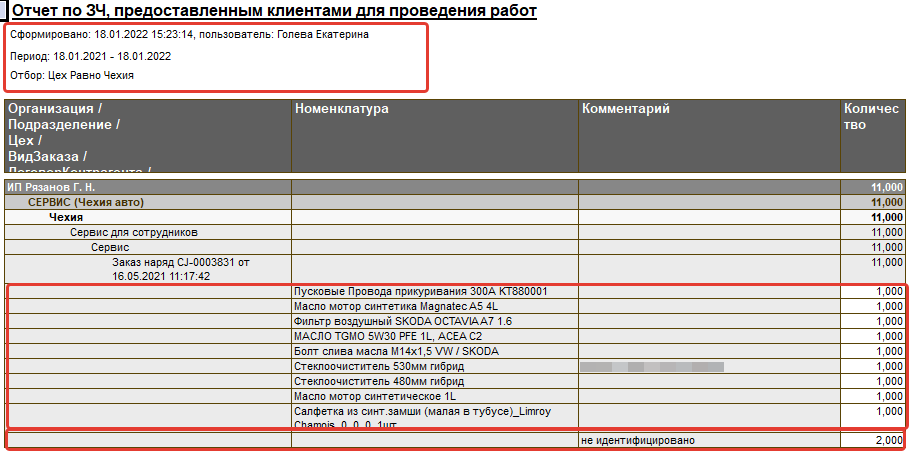 Отчет по ЗЧ, предоставленным клиентами для проведения работ
Сформировано: 18.01.2022 15:23:14, пользователь: Голева Екатерина
Период: 18.01.2021 - 18.01.2022
Отбор: Цех Равно Чехия
Организация / Номенклатура Комментарий Количес
Подразделение / тво
Цех /
ВидЗаказа /
ДоговорКонтрагента /
ИП Рязанов Г. Н. 11,000
СЕРВИС (Чехия авто) 11,000
Чехия 11,000
Сервис для сотрудников 11,000
Сервис 11,000
Заказ наряд CJ-0003831 от 11,000
16.05.2021 11:17:42
Пусковые Провода прикуривания 300А KT880001 1,000
Масло мотор синтетика Magnatec A5 4L 1,000
Фильтр воздушный SKODA OCTAVIA A7 1.6 1,000
МАСЛО TGMO 5W30 PFE 1L, ACEA C2 1,000
Болт слива масла М14х1,5 VW / SKODA 1,000
Стеклоочиститель 530мм гибрид 1,000
Стеклоочиститель 480мм гибрид 1,000
Масло мотор синтетическое 1L 1,000
Салфетка из синт.замши (малая в тубусе)_Limroy 1,000
Chamois_0_0_0_1шт
не идентифицировано 2,000